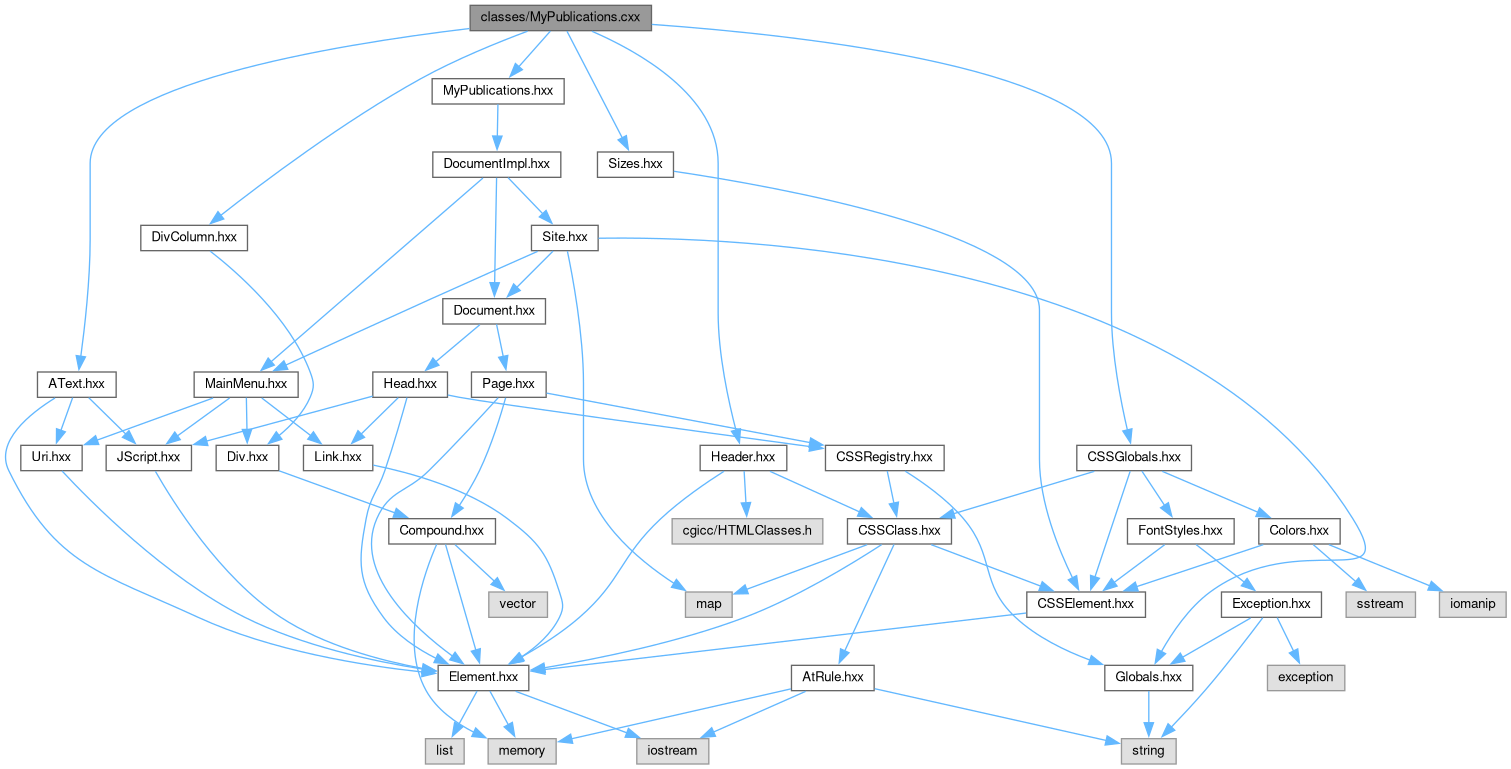 classes/MyPublications.cxx
MyPublications.hxx
DocumentImpl.hxx
Sizes.hxx
DivColumn.hxx
Site.hxx
Document.hxx
AText.hxx
MainMenu.hxx
Head.hxx
Page.hxx
Uri.hxx
JScript.hxx
Div.hxx
Link.hxx
Header.hxx
CSSRegistry.hxx
CSSGlobals.hxx
Compound.hxx
cgicc/HTMLClasses.h
CSSClass.hxx
FontStyles.hxx
Colors.hxx
vector
map
CSSElement.hxx
Exception.hxx
sstream
iomanip
Element.hxx
AtRule.hxx
Globals.hxx
exception
list
memory
iostream
string